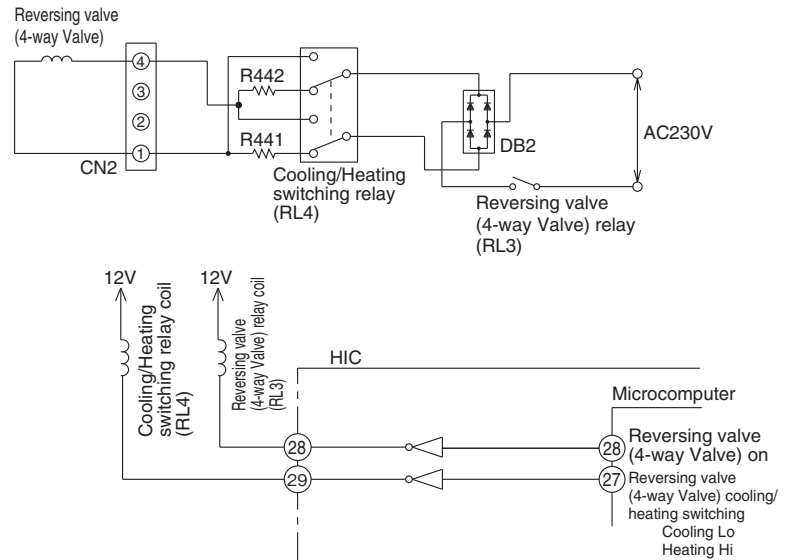 Reversing valve
(4-way Valve)
4
3
2
1
CN2
R442
R441
Cooling/Heating
switching relay
(RL4)
DB2
AC230V
Reversing valve
(4-way Valve) relay
(RL3)
12V
Cooling/Heating
switching relay coil
(RL4)
12V
Reversing valve
(4-way Valve) relay coil
(RL3)
HIC
Microcomputer
28
28
Reversing valve
(4-way Valve) on
29
27
Reversing valve
(4-way Valve) cooling/
heating switching
Cooling Lo
Heating Hi